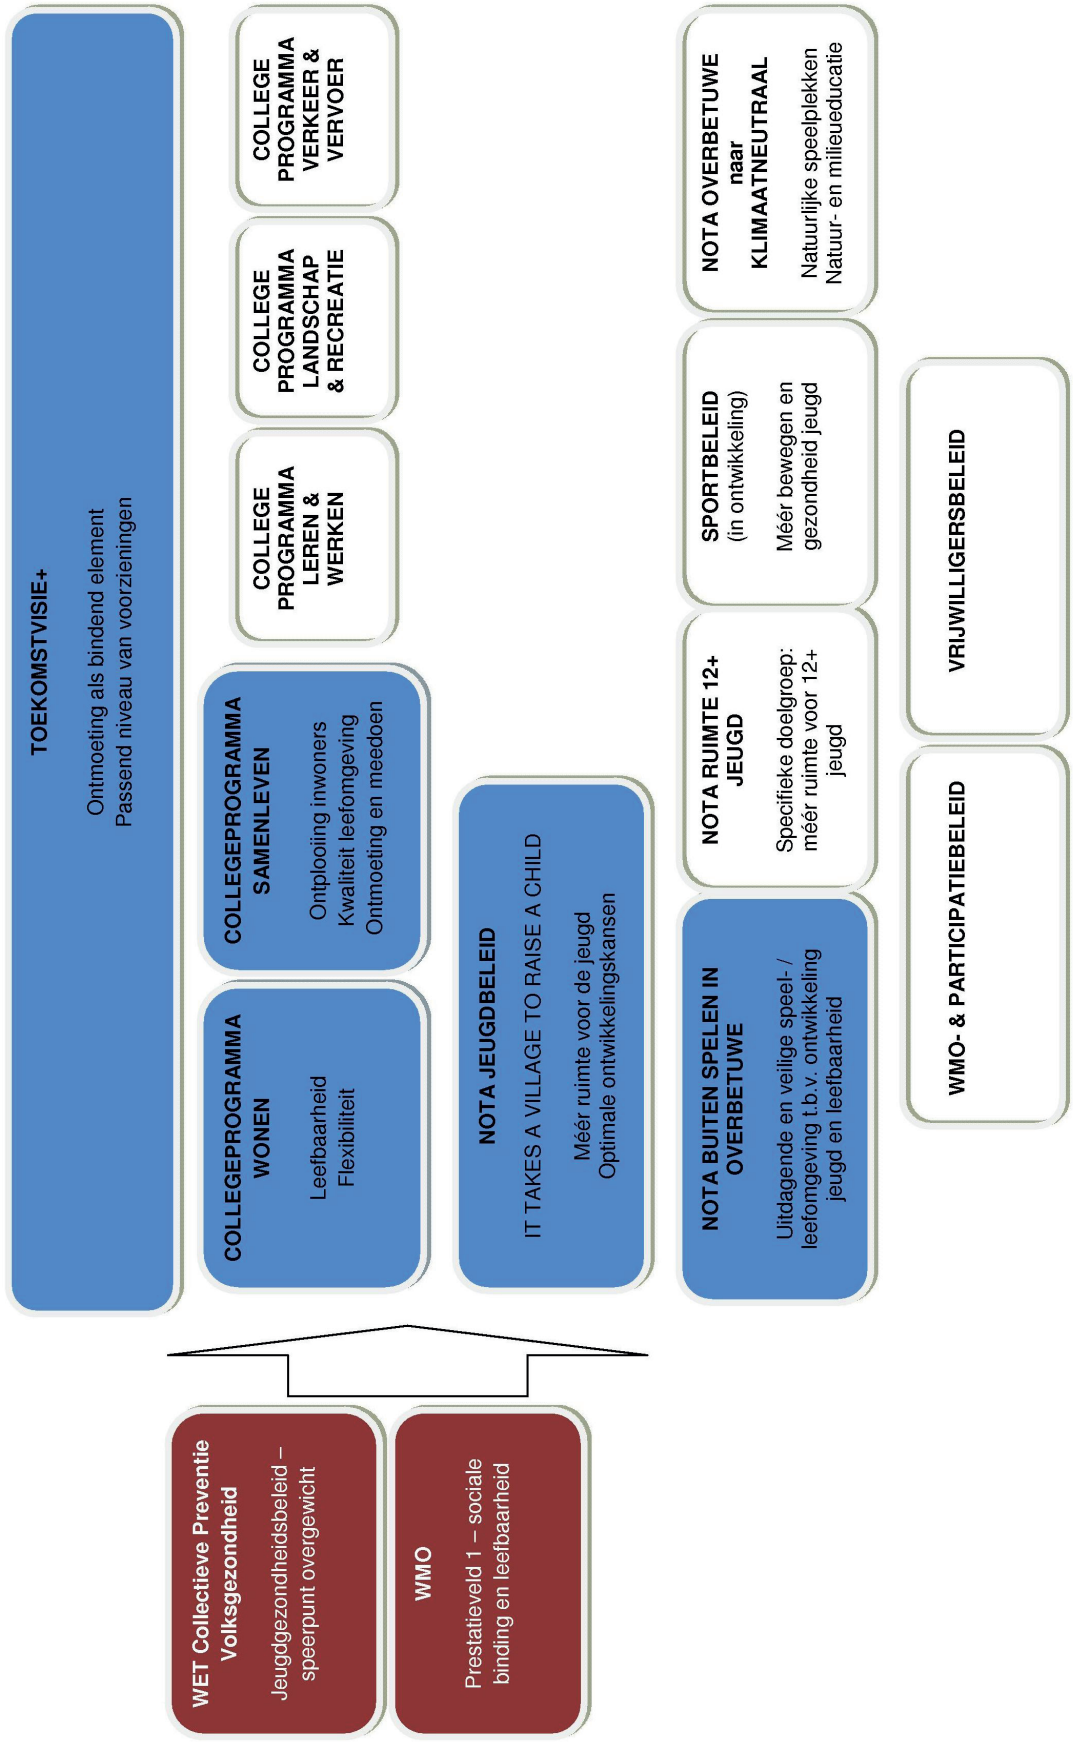 TOEKOMSTVISIE+
Ontmoeting als bindend element
Passend niveau van voorzieningen
WET Collectieve Preventie
Volksgezondheid
Jeugdgezondheidsbeleid –
speerpunt overgewicht
WMO
Prestatieveld 1 – sociale
binding en leefbaarheid
COLLEGEPROGRAMMA
WONEN
Leefbaarheid
Flexibiliteit
COLLEGEPROGRAMMA
SAMENLEVEN
Ontplooiing inwoners
Kwaliteit leefomgeving
Ontmoeting en meedoen
COLLEGE
PROGRAMMA
LEREN &
WERKEN
COLLEGE
PROGRAMMA
LANDSCHAP
& RECREATIE
COLLEGE
PROGRAMMA
VERKEER &
VERVOER
NOTA JEUGDBELEID
IT TAKES A VILLAGE TO RAISE A CHILD
Méér ruimte voor de jeugd
Optimale ontwikkelingskansen
NOTA BUITEN SPELEN IN
OVERBETUWE
Uitdagende en veilige speel- /
leefomgeving t.b.v. ontwikkeling
jeugd en leefbaarheid
NOTA RUIMTE 12+
JEUGD
Specifieke doelgroep:
méér ruimte voor 12+
jeugd
SPORTBELEID
(in ontwikkeling)
Méér bewegen en
gezondheid jeugd
NOTA OVERBETUWE
naar
KLIMAATNEUTRAAL
Natuurlijke speelplekken
Natuur- en milieueducatie
WMO- & PARTICIPATIEBELEID
VRIJWILLIGERSBELEID